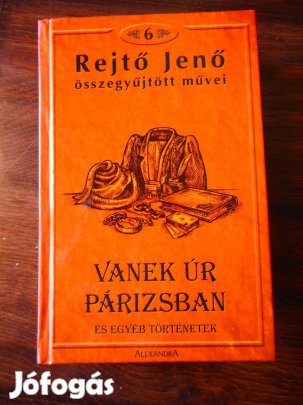 6
Rejtő Jenő
összegyűjtött művei
VANEK ÚR
PÁRIZSBAN
ÉS EGYÉB TÖRTÉNETEK
ALEXANDRA
Jófogás